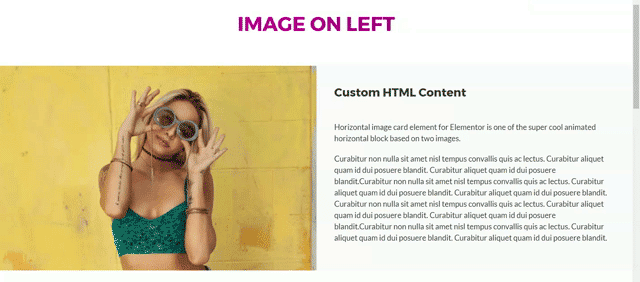 IMAGE ON LEFT
Custom HTML Content
Horizontal image card element for Elementor is one of the super cool animated
horizontal block based on two images.
Curabitur non nulla sit amet nisl tempus convallis quis ac lectus. Curabitur aliquet
quam id dui posuere blandit. Curabitur aliquet quam id dui posuere
blandit.Curabitur non nulla sit amet nisl tempus convallis quis ac lectus. Curabitur
aliquet quam id dui posuere blandit. Curabitur aliquet quam id dui posuere blandit.
Curabitur non nulla sit amet nisl tempus convallis quis ac lectus. Curabitur aliquet
quam id dui posuere blandit. Curabitur aliquet quam id dui posuere
blandit.Curabitur non nulla sit amet nisl tempus convallis quis ac lectus. Curabitur
aliquet quam id dui posuere blandit. Curabitur aliquet quam id dui posuere blandit.